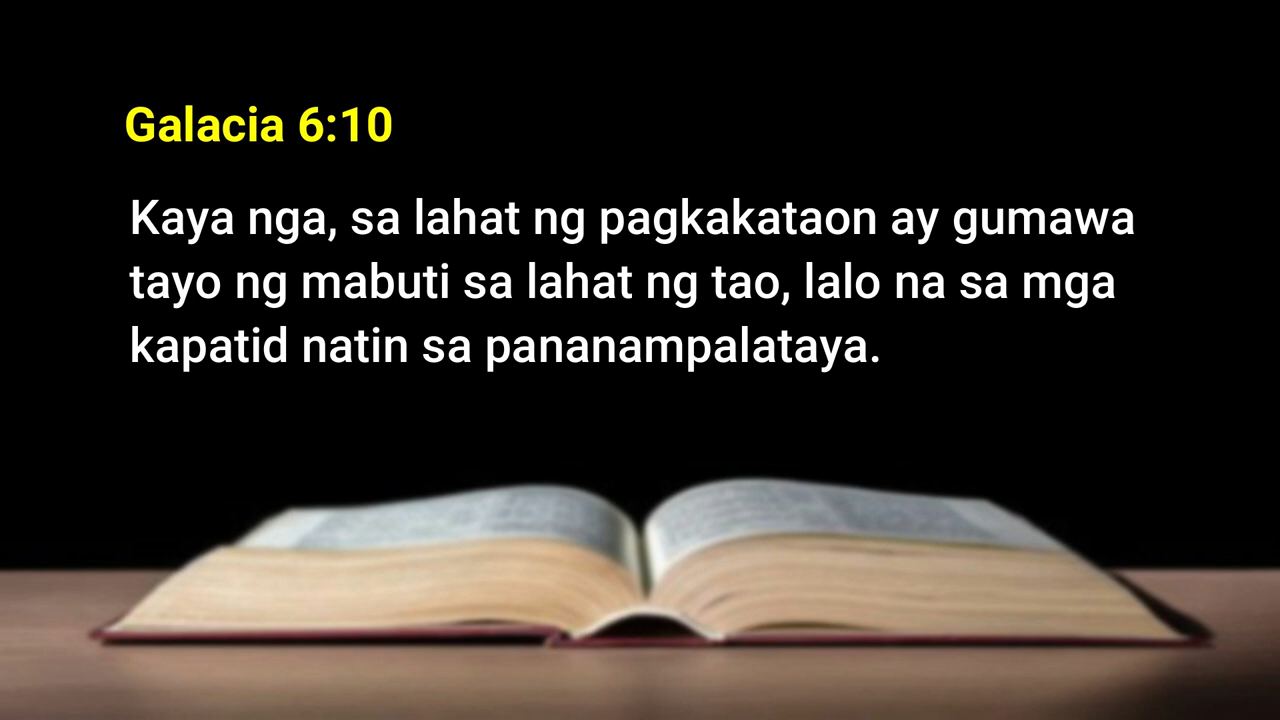 Galacia 6:10
Kaya nga, sa lahat ng pagkakataon ay gumawa
tayo ng mabuti sa lahat ng tao, lalo na sa mga
kapatid natin sa pananampalataya.